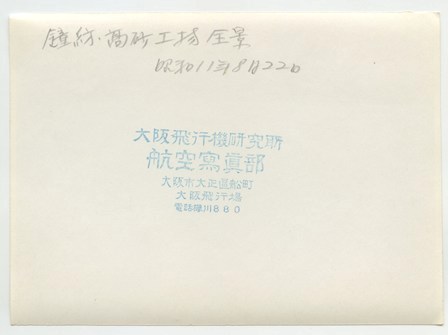 鐘紡・高砂工場 全景
昭和11年8月22日
大阪飛行機研究所
航空寫眞部
大阪市大正區船町
大阪飛行場
電話櫻川880